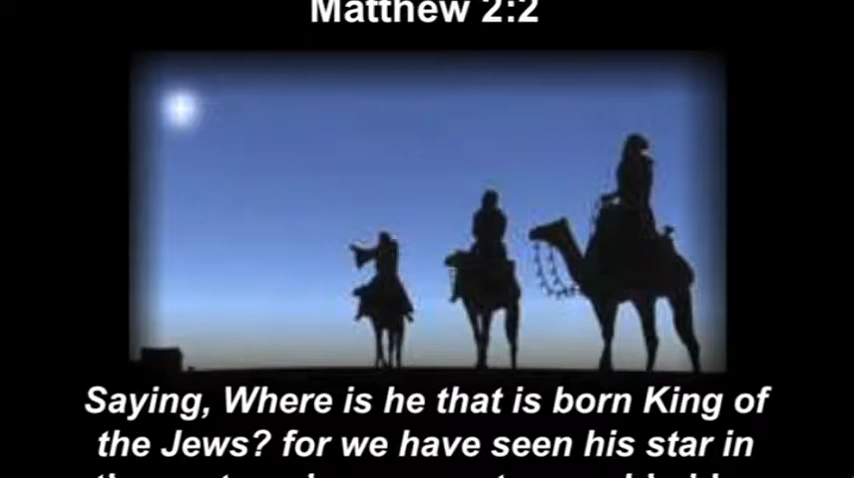 Matthew 2:2
Saying, Where is he that is born King of
the Jews? for we have seen his star in